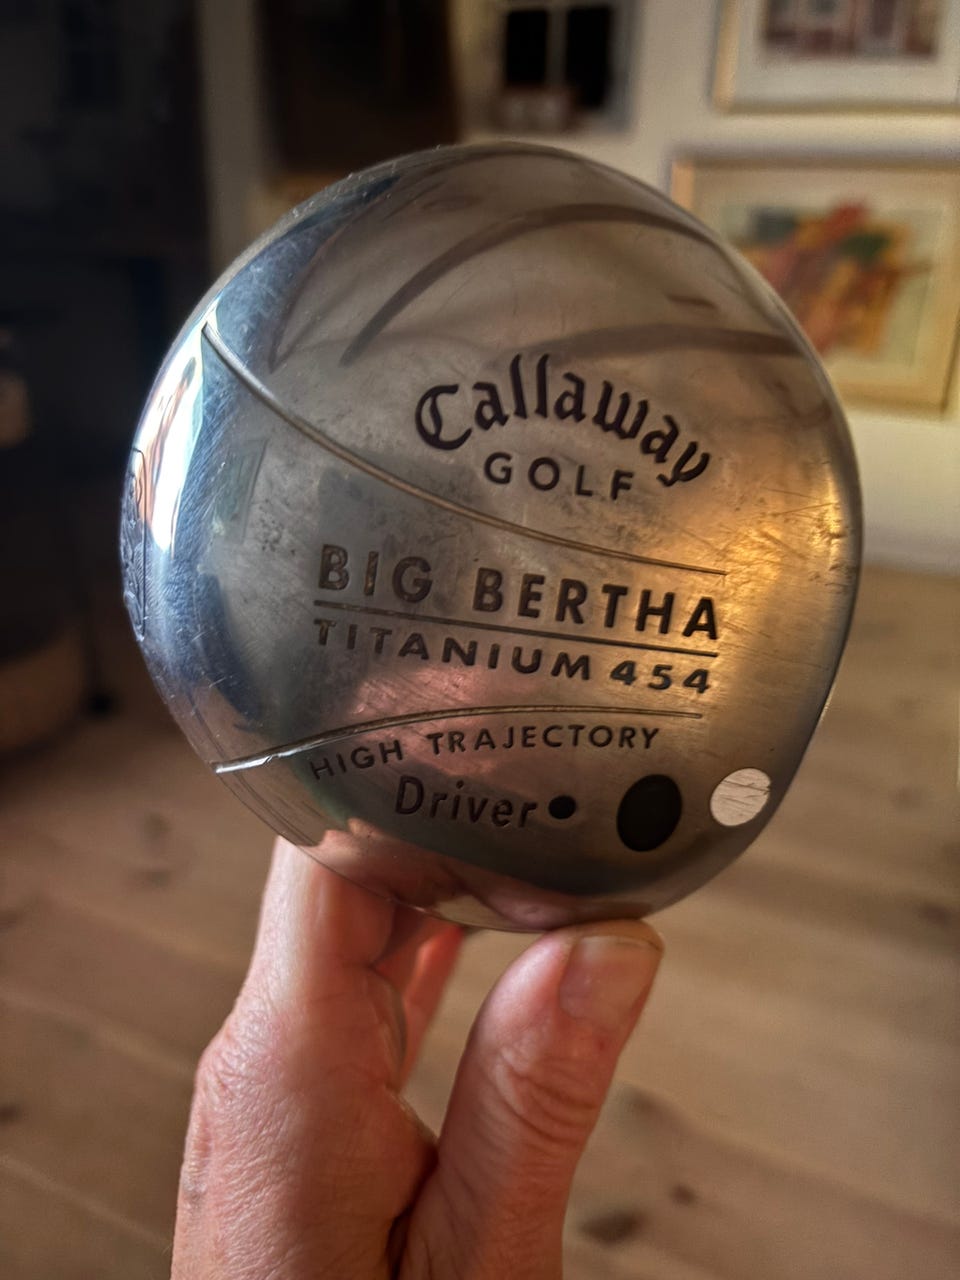 Callaway
GOLF
BIG BERTHA
TITANIUM 454
HIGH TRAJECTORY
Driver